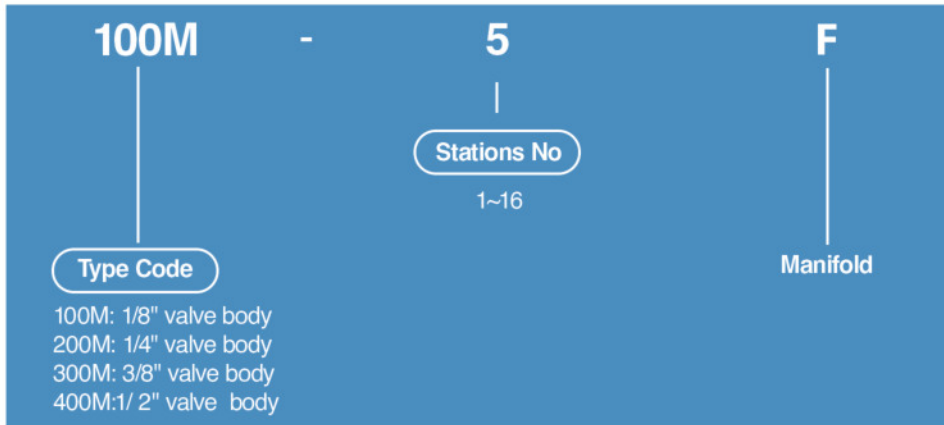 100M - 5 F
Stations No
1~16
Type Code
Manifold
100M: 1/8" valve body
200M: 1/4" valve body
300M: 3/8" valve body
400M:1/ 2" valve body